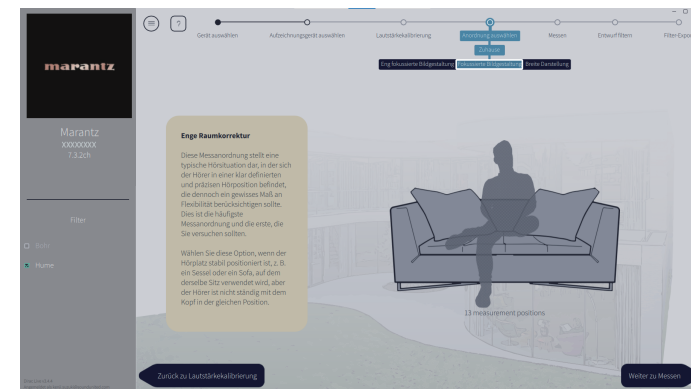 Gerät auswählen
Aufzeichnungsgerät auswählen
Lautstärkekalibrierung
Anordnung auswählen
Messen
Entwurf filtern
Filter-Expor
Zuhause
Eng fokussierte Bildgestaltung
Fokussierte Bildgestaltung
Breite Darstellung
marantz
Marantz
XXXXXXXX
7.3.2ch
Filter
Home
Enge Raumkorrektur
Diese Messanordnung stellt eine
typische Hörsituation dar, in der sich
der Hörer in einer klar definierten
und präzisen Hörposition befindet,
die dennoch ein gewisses Maß an
Flexibilität berücksichtigen sollte.
Dies ist die häufigste
Messanordnung und die erste, die
Sie versuchen sollten.
Wählen Sie diese Option, wenn der
Hörplatz stabil positioniert ist, z. B.
ein Sessel oder ein Sofa, auf dem
derselbe Sitz verwendet wird, aber
der Hörer ist nicht ständig mit dem
Kopf in der gleichen Position.
13 measurement positions
Zurück zu Lautstärkekalibrierung
Weiter zu Messen